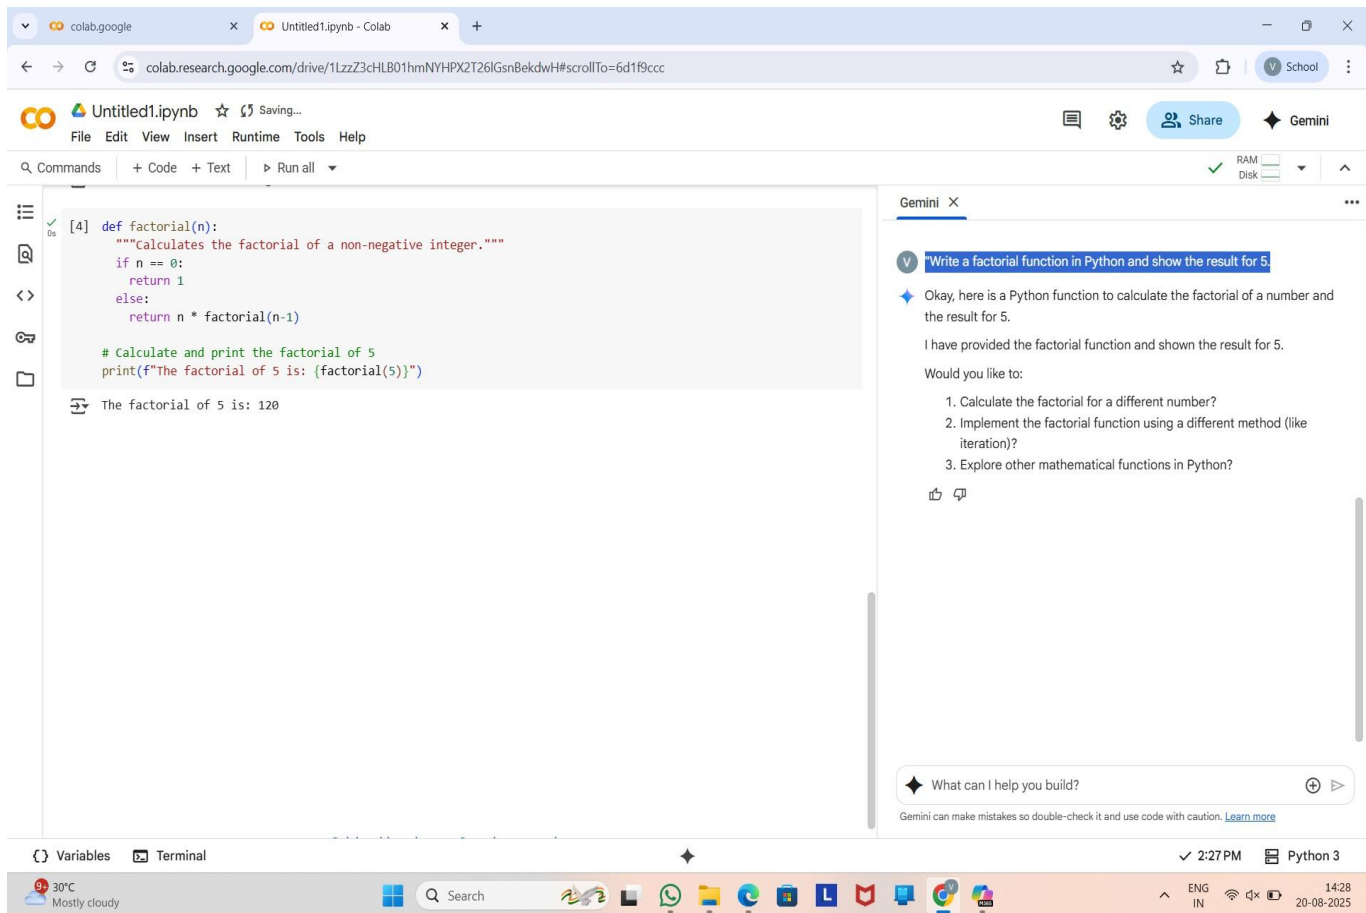 colab.google
Untitled1.ipynb - Colab
colab.research.google.com/drive/1LzzZ3cHLB01hmNYHPX2T26lGsnBekdwH#scrollTo=6d1f9ccc
V School
CO Untitled1.ipynb Saving...
File Edit View Insert Runtime Tools Help
Share
Gemini
Commands + Code + Text Run all
RAM
Disk
0s
[4] def factorial(n):
"""Calculates the factorial of a non-negative integer."""
if n == 0:
return 1
else:
return n * factorial(n-1)
# Calculate and print the factorial of 5
print(f"The factorial of 5 is: {factorial(5)}")
The factorial of 5 is: 120
Gemini
V "Write a factorial function in Python and show the result for 5.
Okay, here is a Python function to calculate the factorial of a number and
the result for 5.
I have provided the factorial function and shown the result for 5.
Would you like to:
1. Calculate the factorial for a different number?
2. Implement the factorial function using a different method (like
iteration)?
3. Explore other mathematical functions in Python?
What can I help you build?
Gemini can make mistakes so double-check it and use code with caution. Learn more
{} Variables Terminal
2:27 PM Python 3
9+ 30°C
Mostly cloudy
Search
L
V
M365
ENG
IN
14:28
20-08-2025